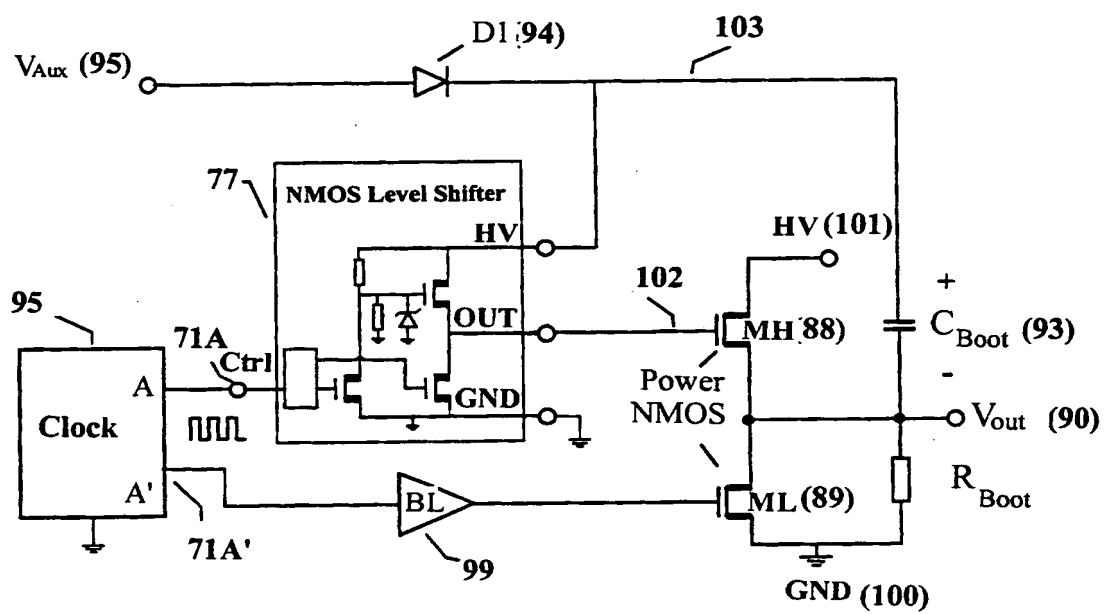 D1 (94)
103
VAux (95)
77
NMOS Level Shifter
HV
HV (101)
95
71A
Ctrl
OUT
102
MH (88)
+
CBoot (93)
-
A
Clock
GND
Power
NMOS
Vout (90)
A'
BL
ML (89)
RBoot
71A'
99
GND (100)